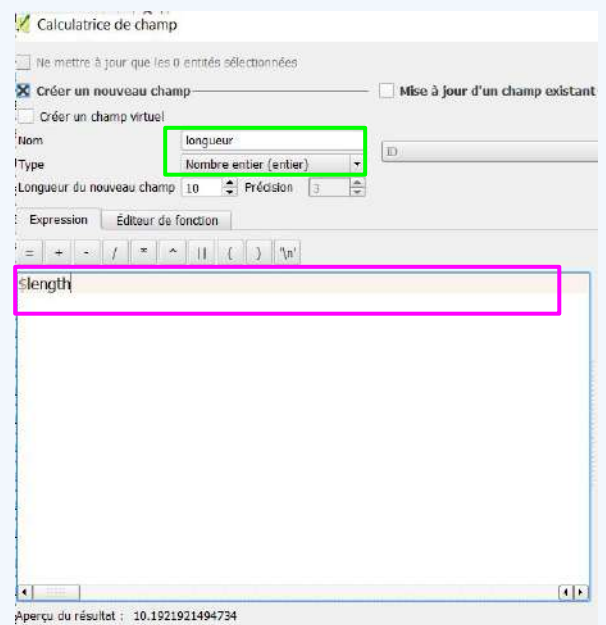 Calculatrice de champ
Ne mettre à jour que les 0 entités sélectionnées
Créer un nouveau champ Mise à jour d'un champ existant
Créer un champ virtuel
Nom longueur
ID
Type Nombre entier (entier)
Longueur du nouveau champ 10 Précision 3
Expression Éditeur de fonction
= + - / * ^ || ( ) '\n'
$length
Aperçu du résultat : 10.1921921494734